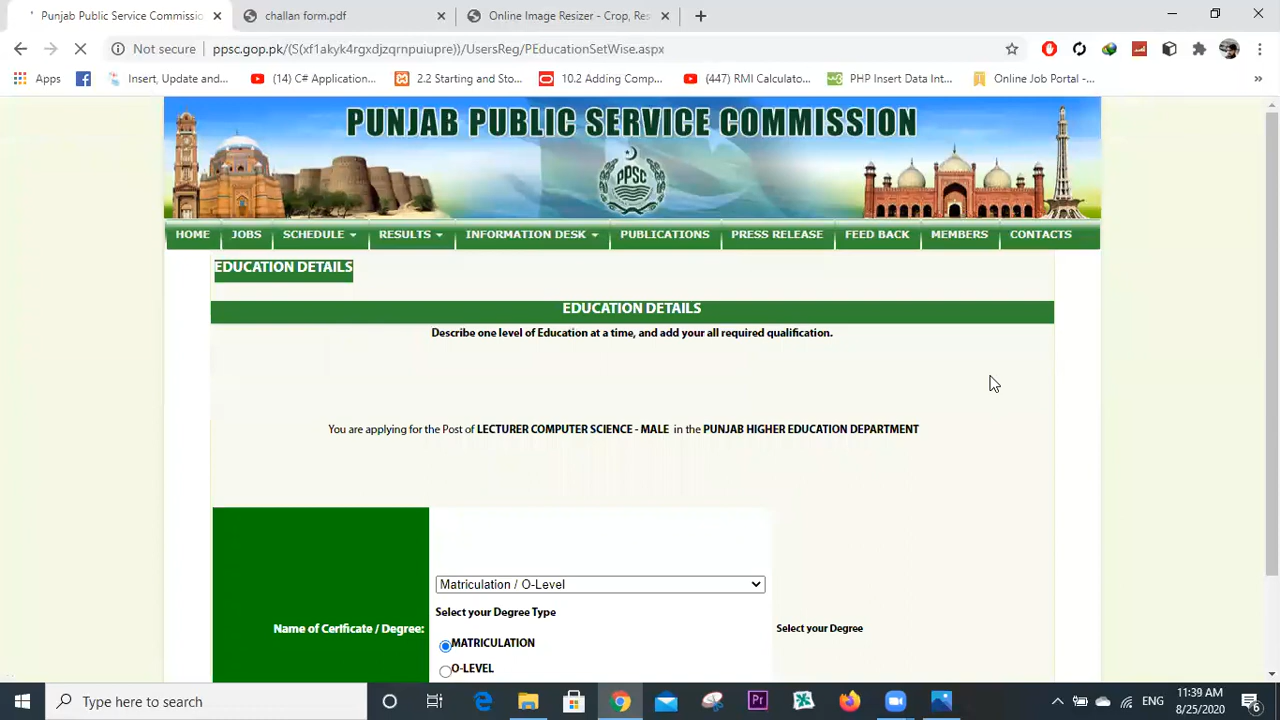 Punjab Public Service Commissio
challan form.pdf
Online Image Resizer - Crop, Res
Not secure
ppsc.gop.pk/(S(xf1akyk4rgxdjzqrnpuiupre))/UsersReg/PEducationSetWise.aspx
Apps
Insert, Update and...
(14) C# Application...
2.2 Starting and Sto...
10.2 Adding Comp...
(447) RMI Calculato...
PHP Insert Data Int...
Online Job Portal -...
»
PUNJAB PUBLIC SERVICE COMMISSION
PPSC
HOME
JOBS
SCHEDULE
RESULTS
INFORMATION DESK
PUBLICATIONS
PRESS RELEASE
FEED BACK
MEMBERS
CONTACTS
EDUCATION DETAILS
EDUCATION DETAILS
Describe one level of Education at a time, and add your all required qualification.
You are applying for the Post of LECTURER COMPUTER SCIENCE - MALE in the PUNJAB HIGHER EDUCATION DEPARTMENT
Matriculation / O-Level
Select your Degree Type
Name of Cerificate / Degree:
MATRICULATION
Select your Degree
O-LEVEL
Type here to search
Pr
ENG
11:39 AM
8/25/2020
6